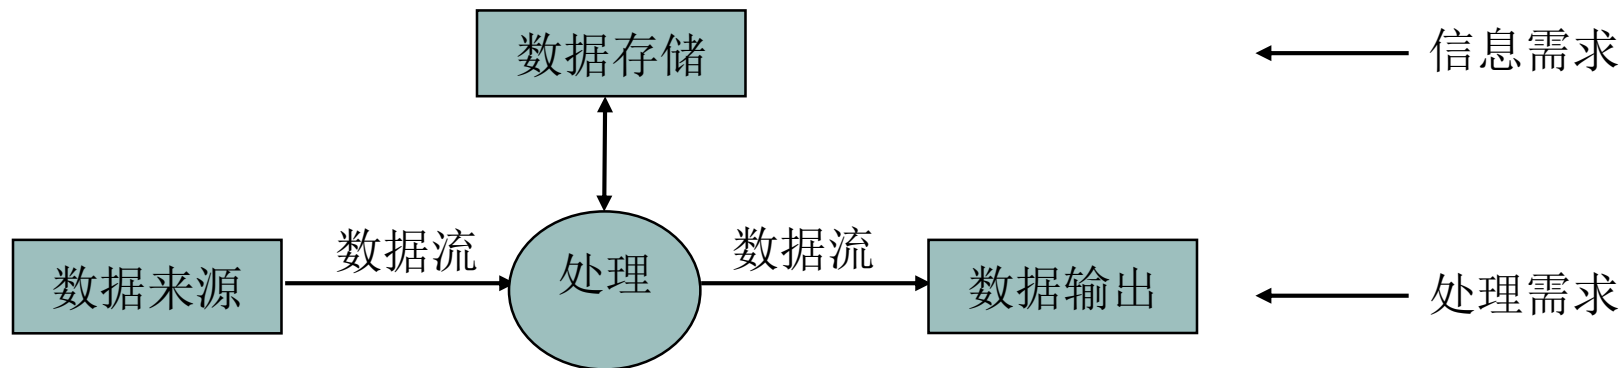 数据存储
信息需求
数据来源
数据流
处理
数据流
数据输出
处理需求